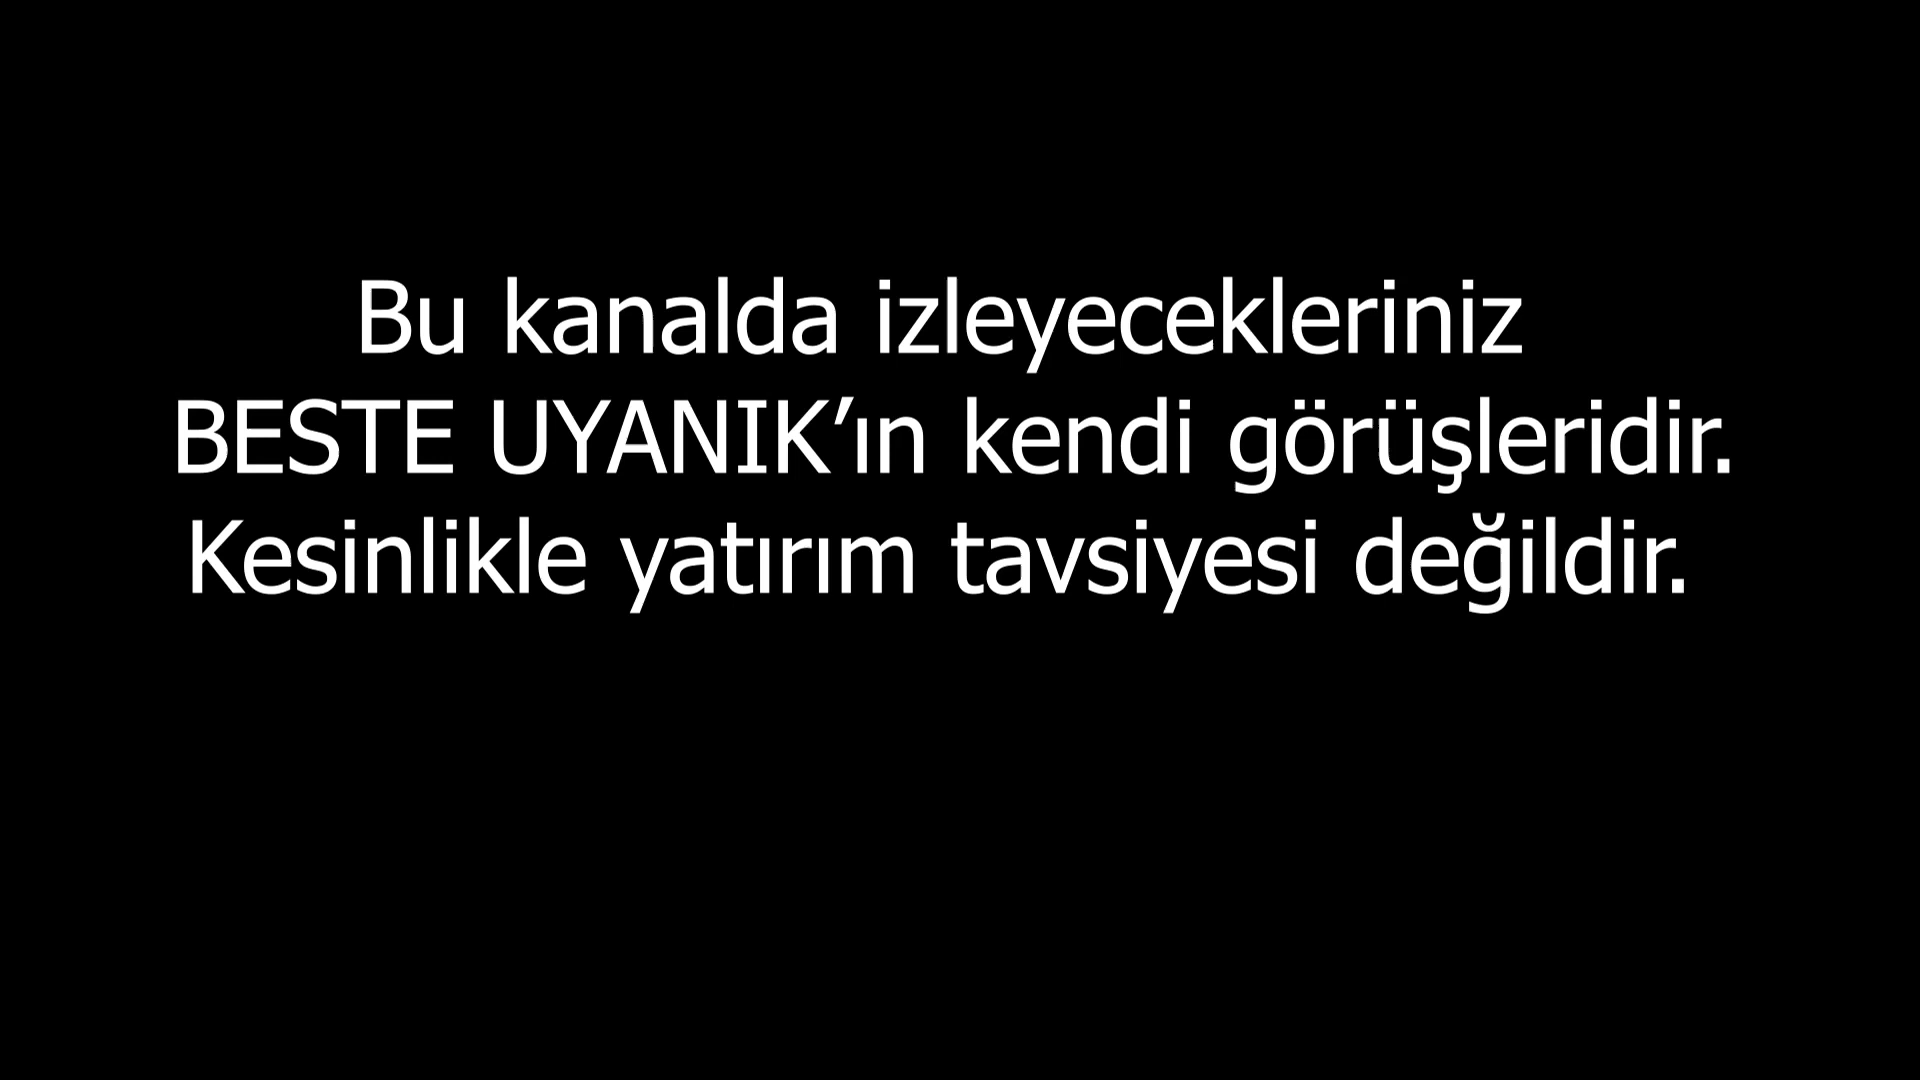 Bu kanalda izleyecekleriniz
BESTE UYANIK’ın kendi görüşleridir.
Kesinlikle yatırım tavsiyesi değildir.